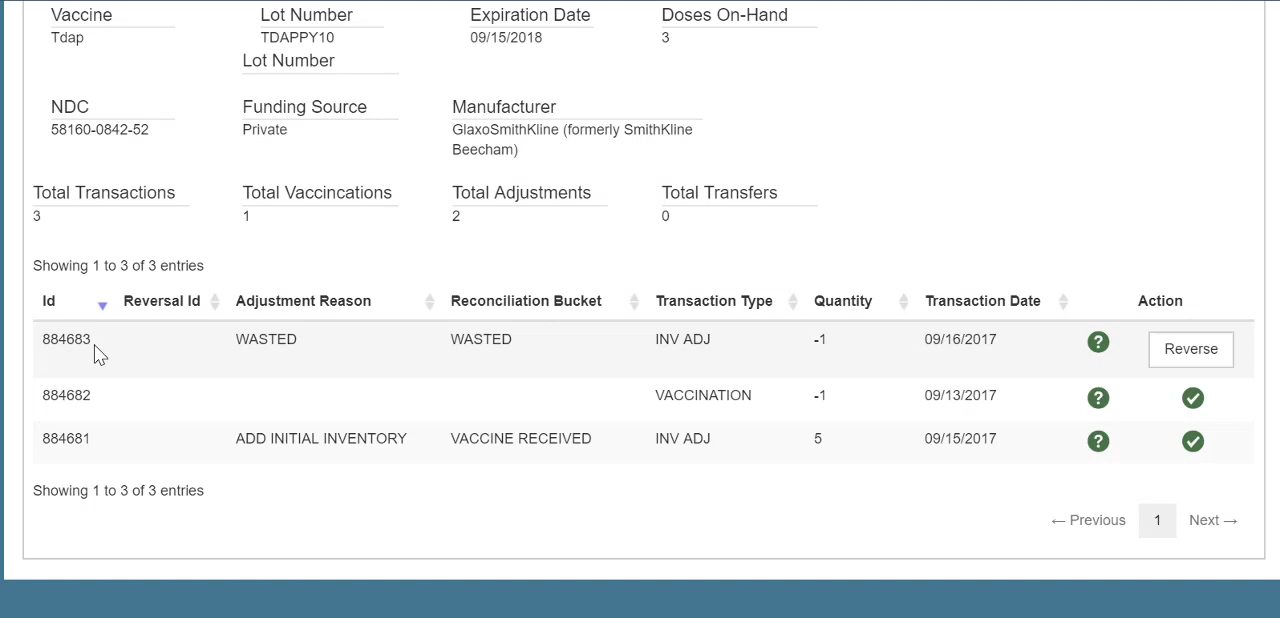 Vaccine Lot Number Expiration Date Doses On-Hand
Tdap TDAPPY10 09/15/2018 3
Lot Number
NDC Funding Source Manufacturer
58160-0842-52 Private GlaxoSmithKline (formerly SmithKline
Beecham)
Total Transactions Total Vaccincations Total Adjustments Total Transfers
3 1 2 0
Showing 1 to 3 of 3 entries
Id Reversal Id Adjustment Reason Reconciliation Bucket Transaction Type Quantity Transaction Date Action
884683 WASTED WASTED INV ADJ -1 09/16/2017 ? Reverse
884682 VACCINATION -1 09/13/2017 ?
884681 ADD INITIAL INVENTORY VACCINE RECEIVED INV ADJ 5 09/15/2017 ?
Showing 1 to 3 of 3 entries
← Previous 1 Next →